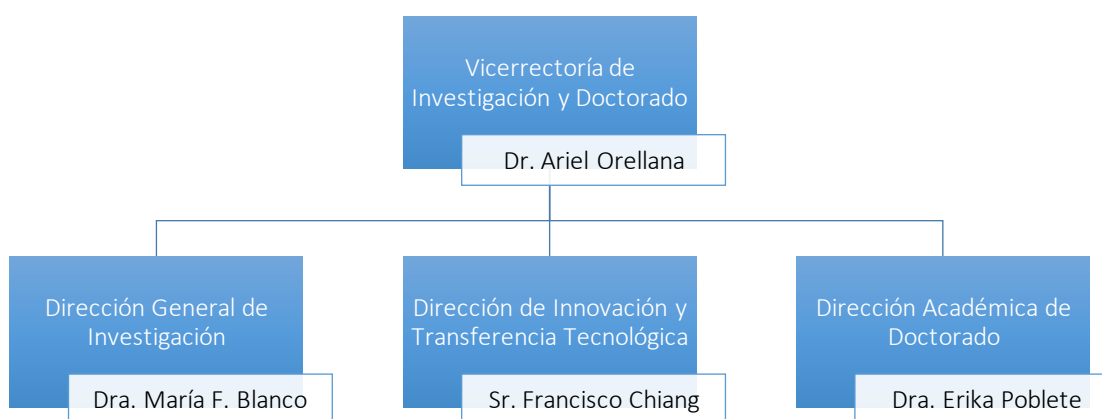 Vicerrectoría de
Investigación y Doctorado
Dr. Ariel Orellana
Dirección General de
Investigación
Dra. María F. Blanco
Dirección de Innovación y
Transferencia Tecnológica
Sr. Francisco Chiang
Dirección Académica de
Doctorado
Dra. Erika Poblete